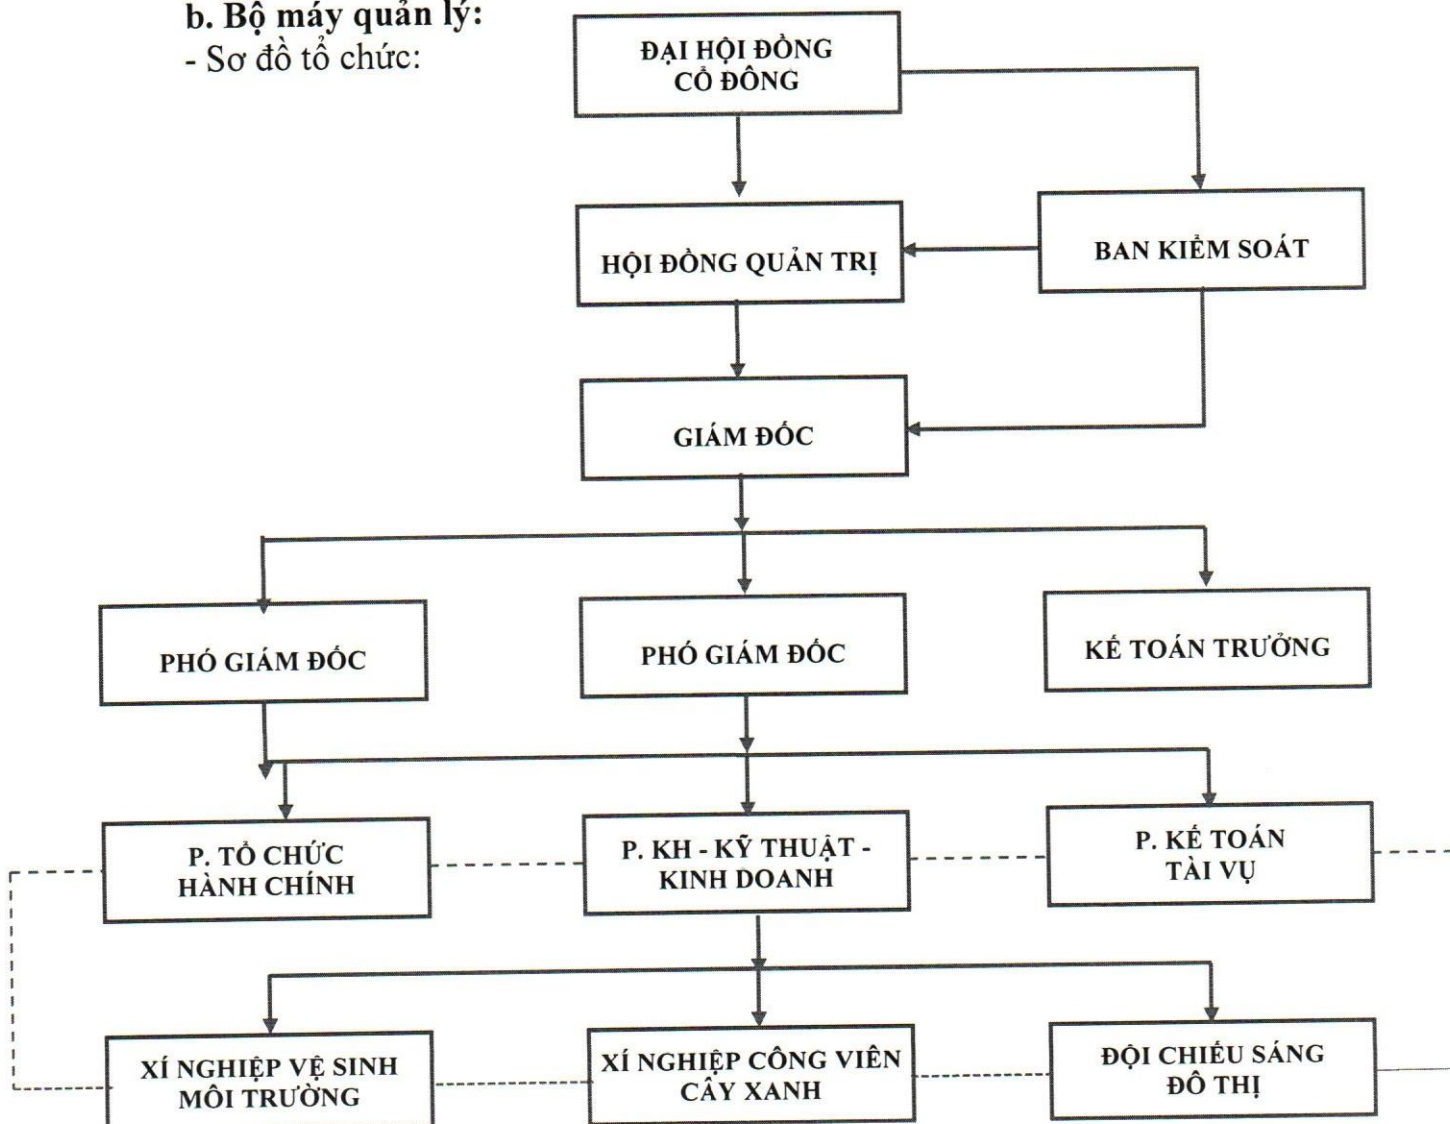 b. Bộ máy quản lý:
- Sơ đồ tổ chức:
ĐẠI HỘI ĐỒNG
CỔ ĐÔNG
HỘI ĐỒNG QUẢN TRỊ
BAN KIỂM SOÁT
GIÁM ĐỐC
PHÓ GIÁM ĐỐC
PHÓ GIÁM ĐỐC
KẾ TOÁN TRƯỞNG
P. TỔ CHỨC
HÀNH CHÍNH
P. KH - KỸ THUẬT -
KINH DOANH
P. KẾ TOÁN
TÀI VỤ
XÍ NGHIỆP VỆ SINH
MÔI TRƯỜNG
XÍ NGHIỆP CÔNG VIÊN
CÂY XANH
ĐỘI CHIẾU SÁNG
ĐÔ THỊ